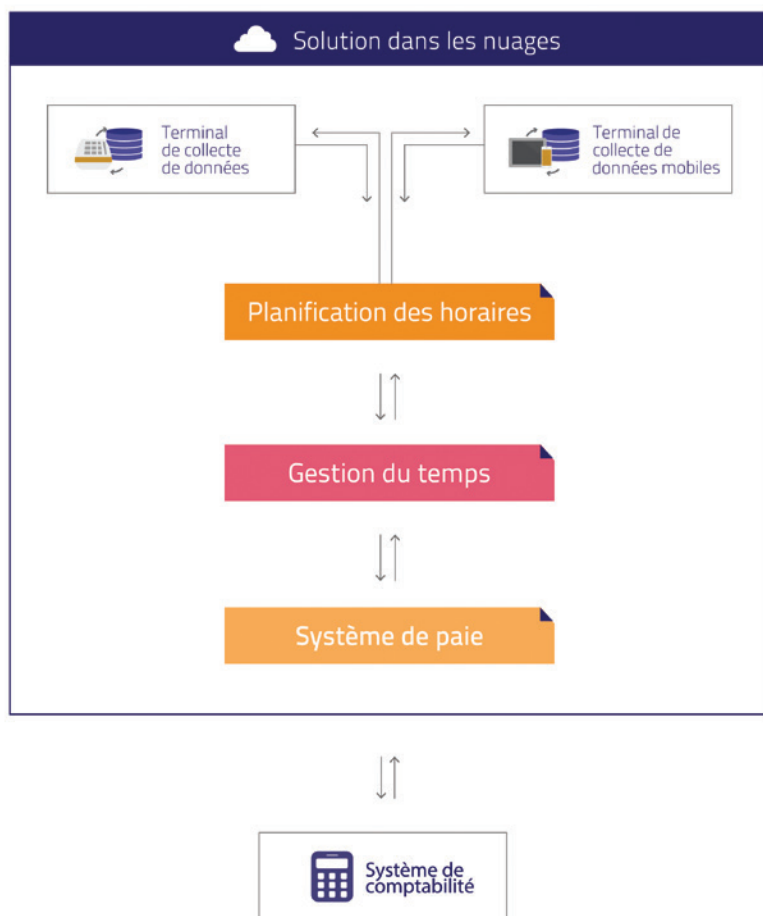 Solution dans les nuages
Terminal
de collecte
de données
Terminal de
collecte de
données mobiles
Planification des horaires
Gestion du temps
Système de paie
Système de
comptabilité